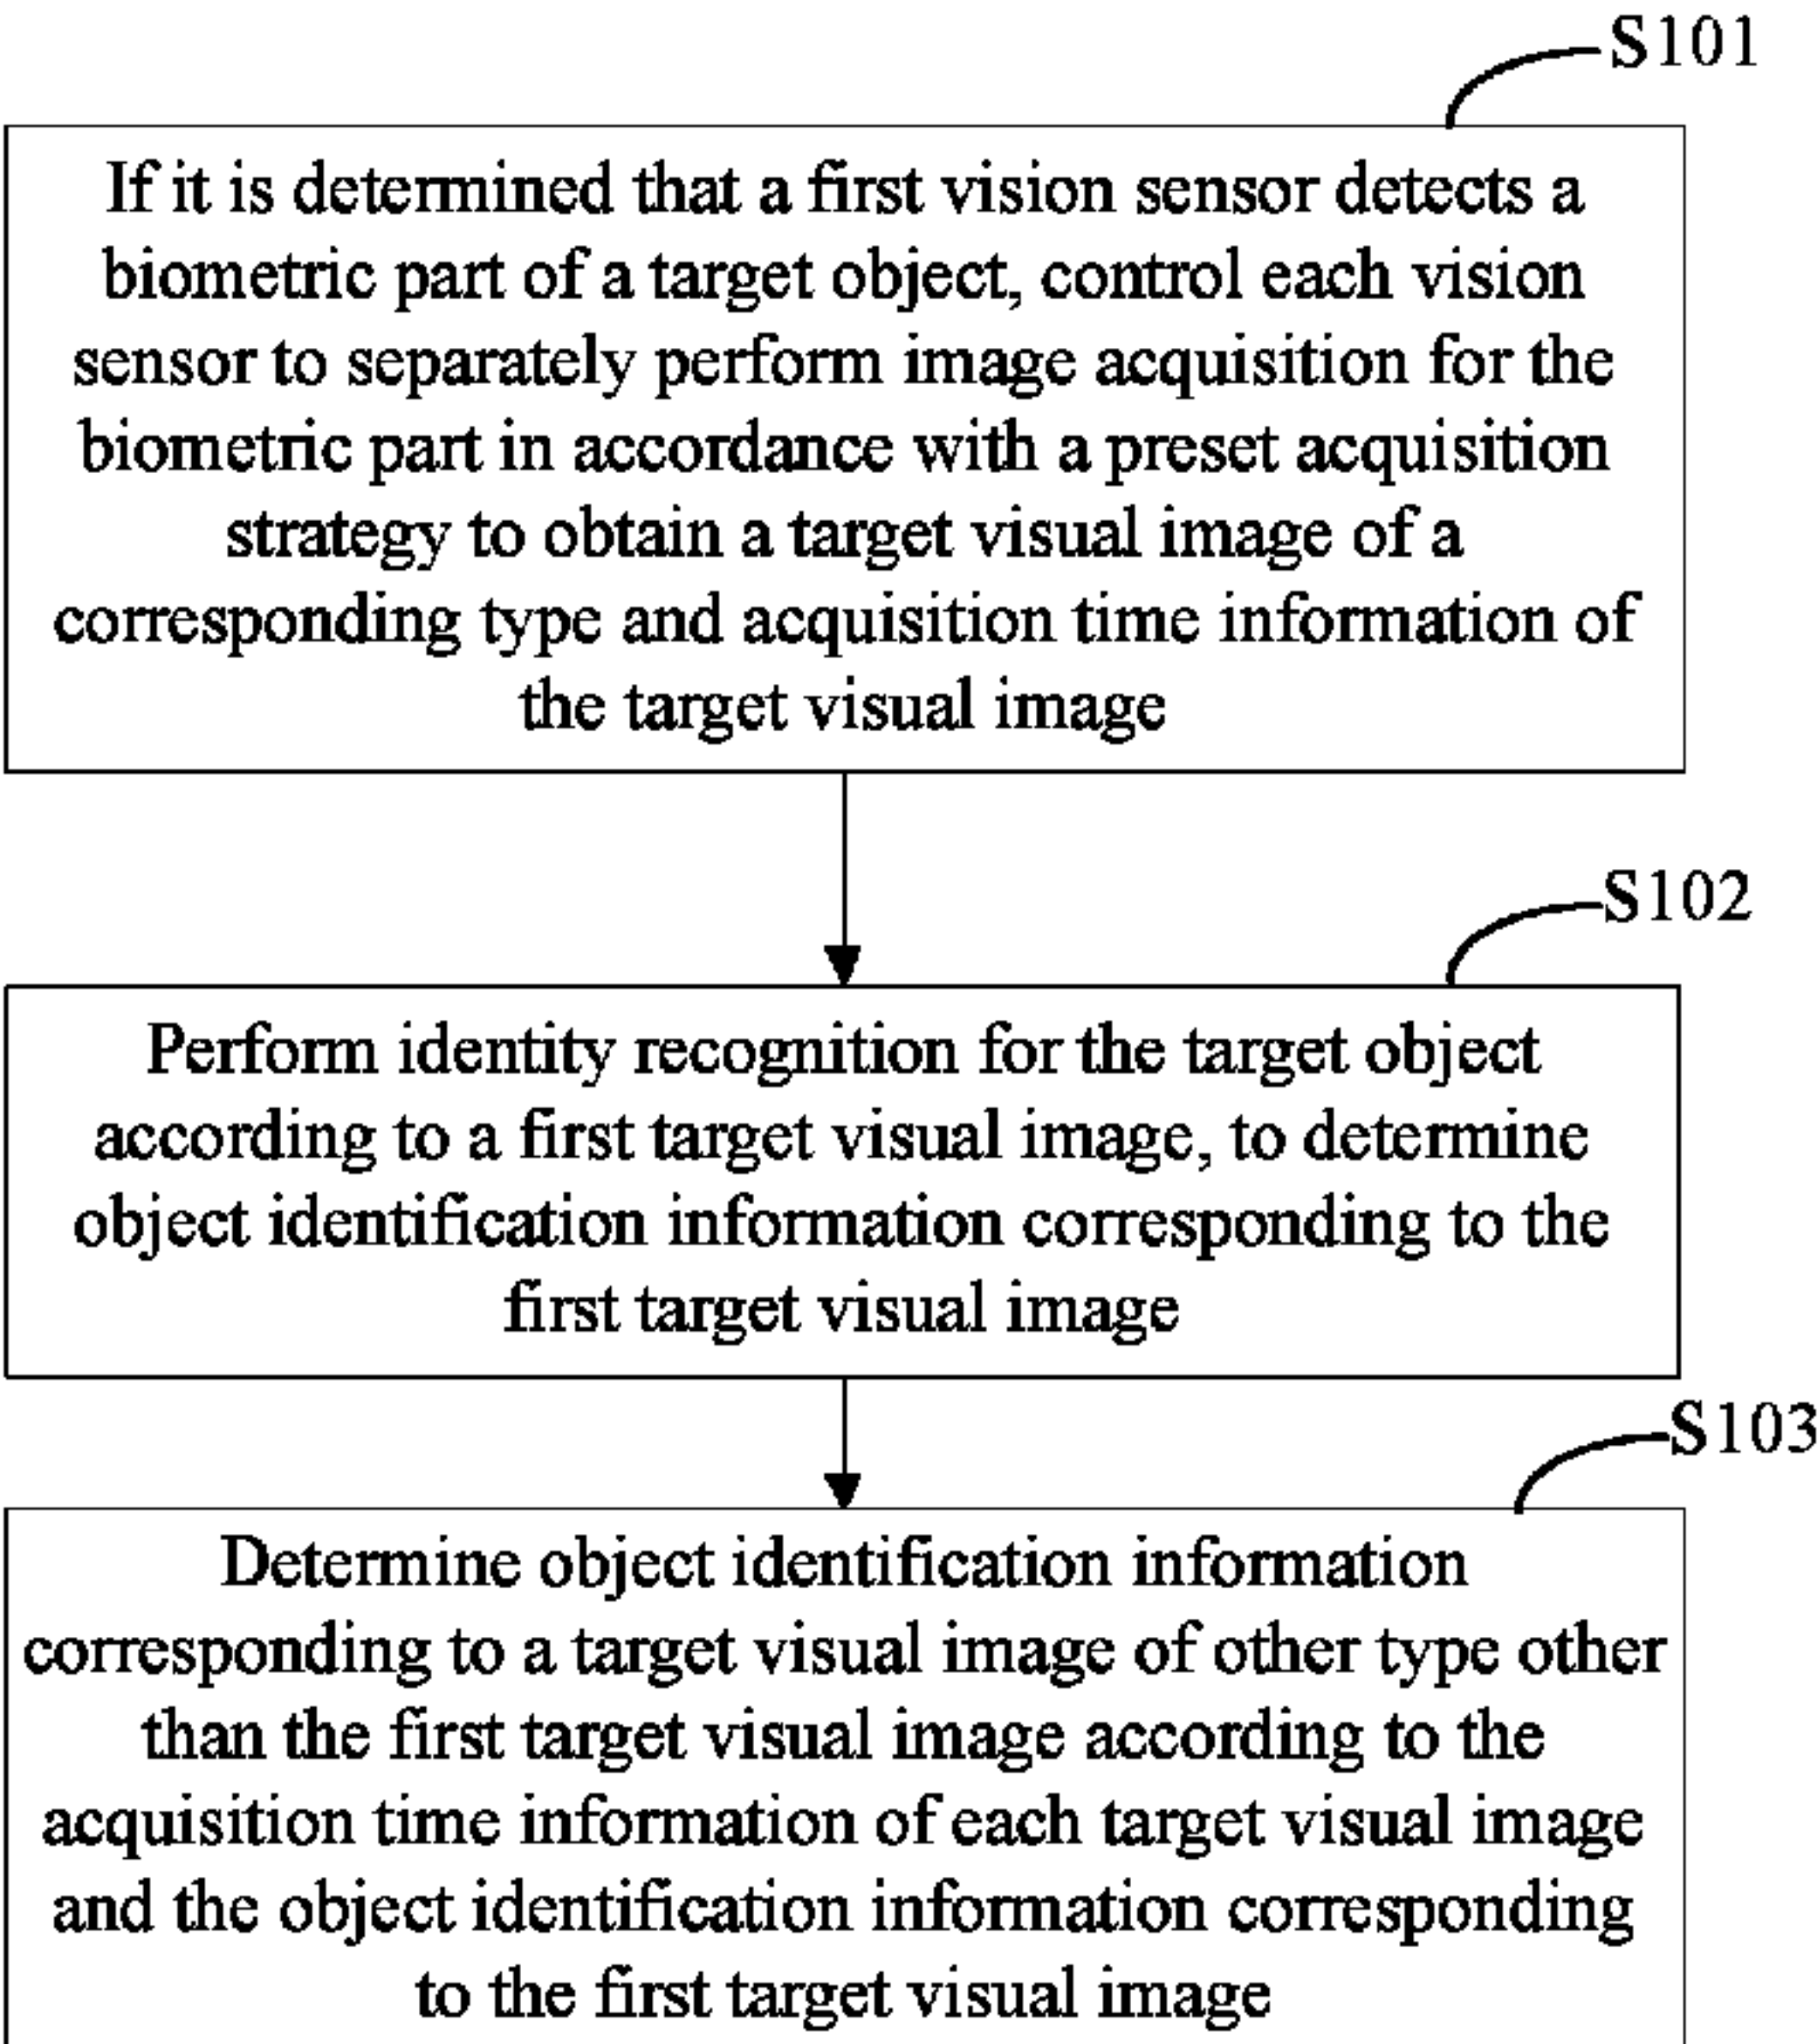 S101
If it is determined that a first vision sensor detects a
biometric part of a target object, control each vision
sensor to separately perform image acquisition for the
biometric part in accordance with a preset acquisition
strategy to obtain a target visual image of a
corresponding type and acquisition time information of
the target visual image
S102
Perform identity recognition for the target object
according to a first target visual image, to determine
object identification information corresponding to the
first target visual image
S103
Determine object identification information
corresponding to a target visual image of other type other
than the first target visual image according to the
acquisition time information of each target visual image
and the object identification information corresponding
to the first target visual image